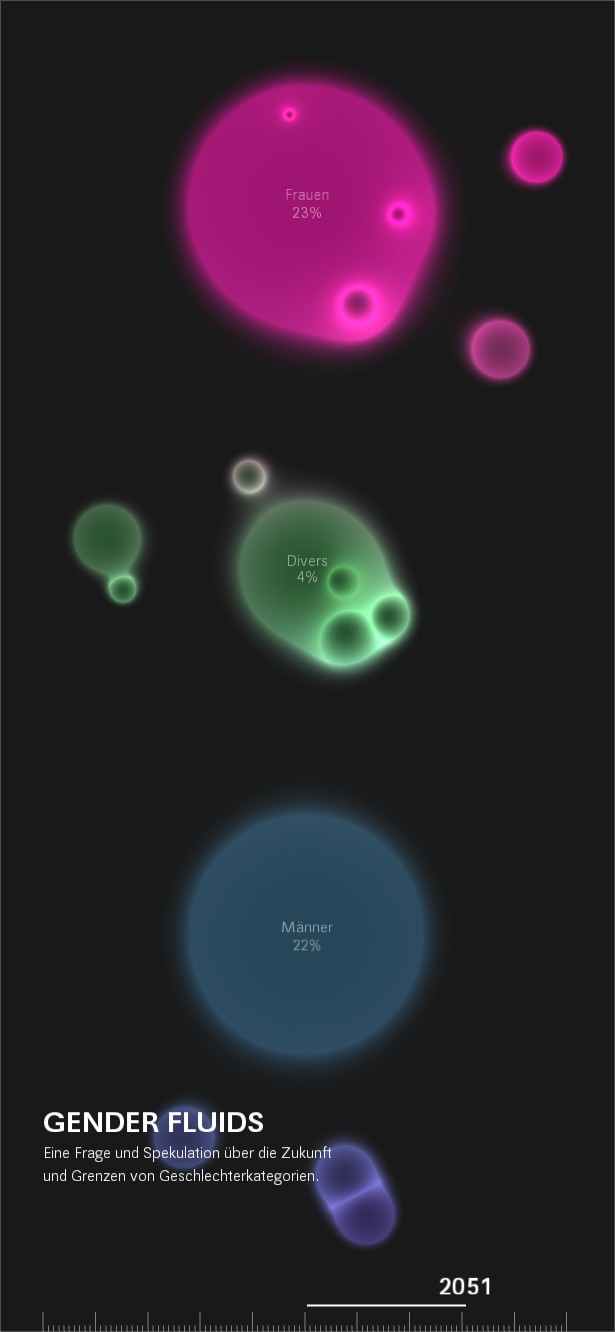 Frauen
23%
Divers
4%
Männer
22%
GENDER FLUIDS
Eine Frage und Spekulation über die Zukunft
und Grenzen von Geschlechterkategorien.
2051